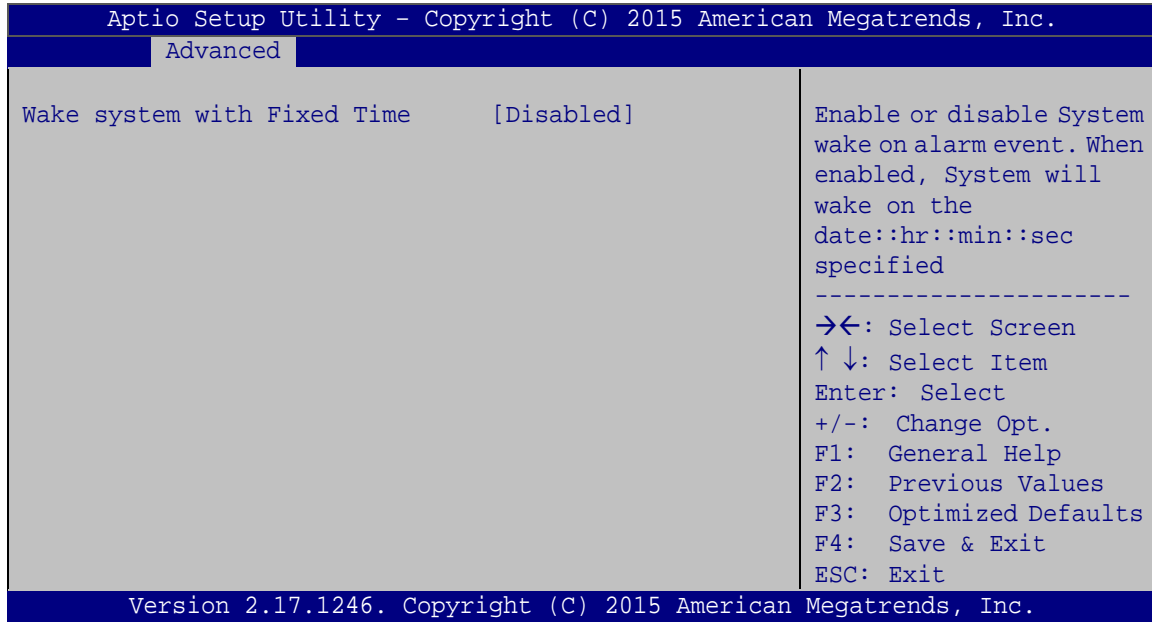 Aptio Setup Utility – Copyright (C) 2015 American Megatrends, Inc.
Advanced
Wake system with Fixed Time [Disabled]
Enable or disable System
wake on alarm event. When
enabled, System will
wake on the
date::hr::min::sec
specified
----------------------
→←: Select Screen
↑ ↓: Select Item
Enter: Select
+/-: Change Opt.
F1: General Help
F2: Previous Values
F3: Optimized Defaults
F4: Save & Exit
ESC: Exit
Version 2.17.1246. Copyright (C) 2015 American Megatrends, Inc.